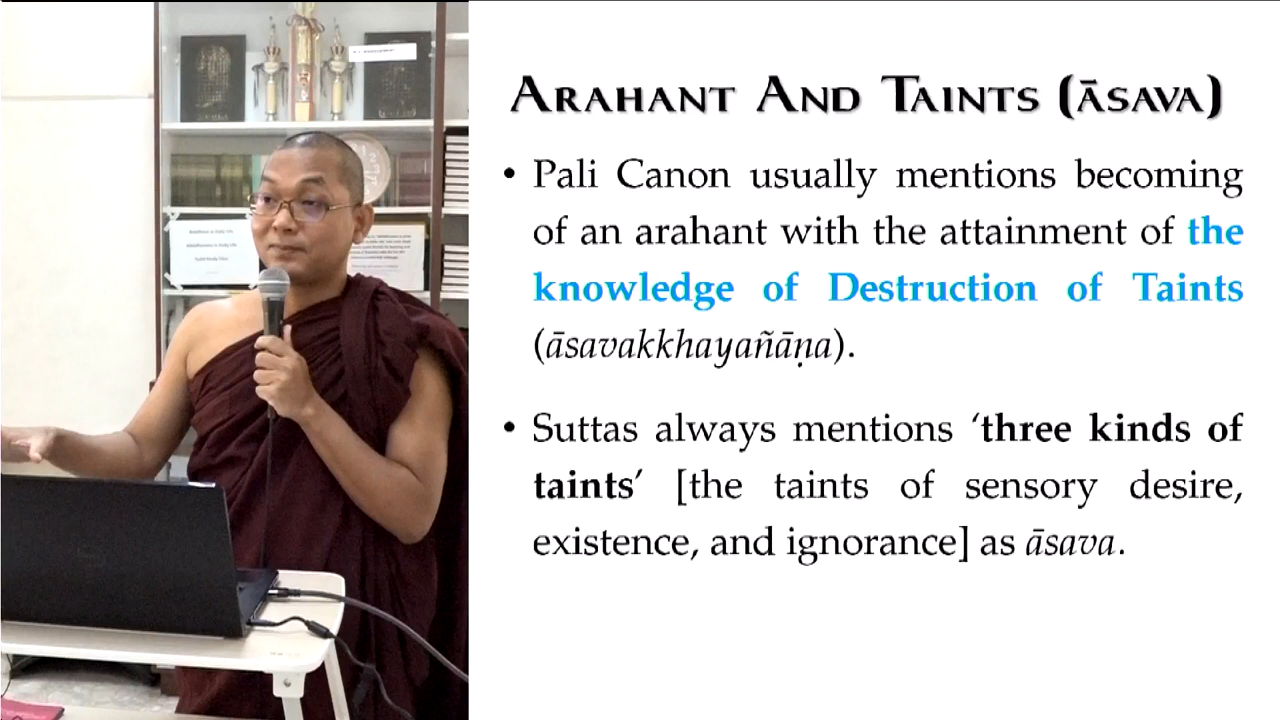 ARAHANT AND TAINTS (ĀSAVA)
• Pali Canon usually mentions becoming
of an arahant with the attainment of the
knowledge of Destruction of Taints
(āsavakkhayañāṇa).
• Suttas always mentions ‘three kinds of
taints’ [the taints of sensory desire,
existence, and ignorance] as āsava.